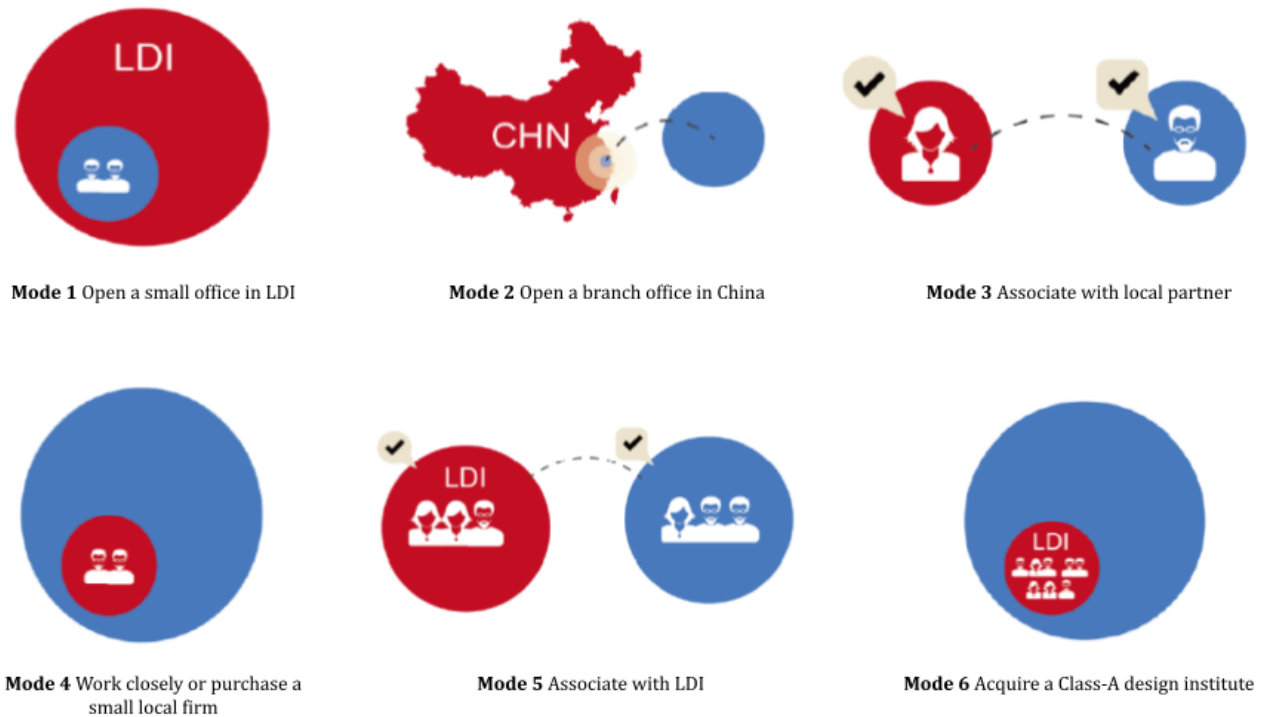 LDI
CHN
Mode 1 Open a small office in LDI
Mode 2 Open a branch office in China
Mode 3 Associate with local partner
LDI
LDI
Mode 4 Work closely or purchase a
small local firm
Mode 5 Associate with LDI
Mode 6 Acquire a Class-A design institute